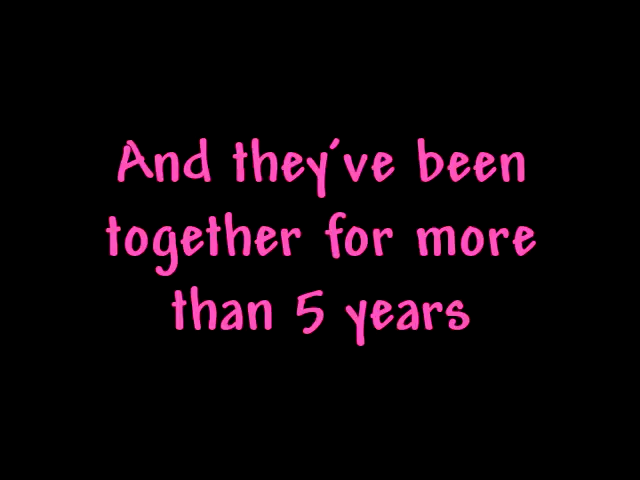 And they've been
together for more
than 5 years